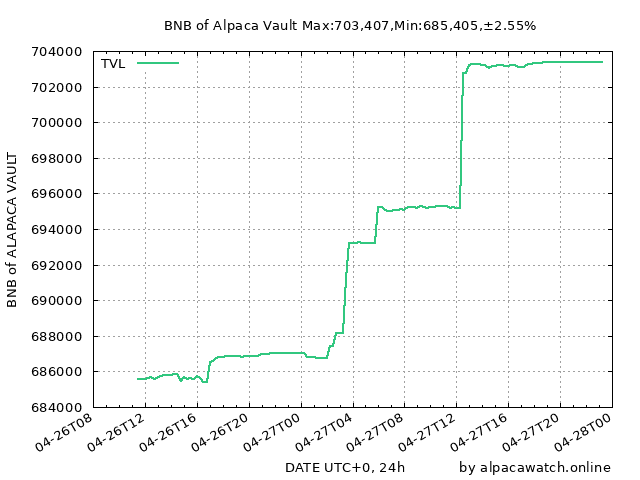 BNB of Alpaca Vault Max:703,407,Min:685,405,±2.55%
704000
TVL
702000
700000
698000
696000
694000
692000
690000
688000
686000
684000
BNB of ALAPACA VAULT
04-26T08
04-26T12
04-26T16
04-26T20
04-27T00
04-27T04
04-27T08
04-27T12
04-27T16
04-27T20
04-28T00
DATE UTC+0, 24h
by alpacawatch.online